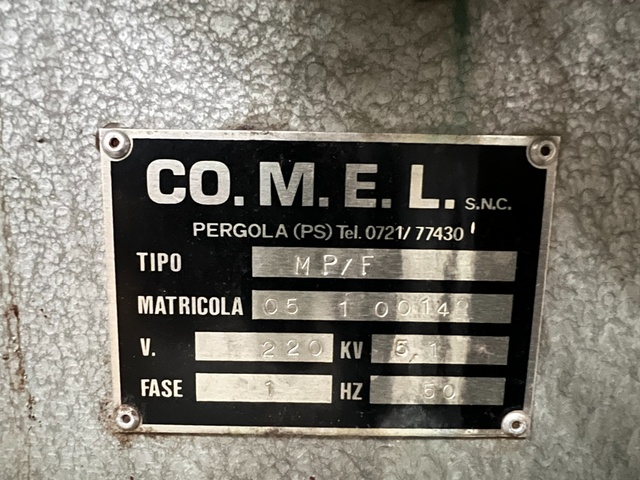 CO. M. E. L. S.N.C.
PERGOLA (PS) Tel. 0721/77430
TIPO MP/F
MATRICOLA 05 1 0014
V. 220 KV 5,1
FASE 1 HZ 50